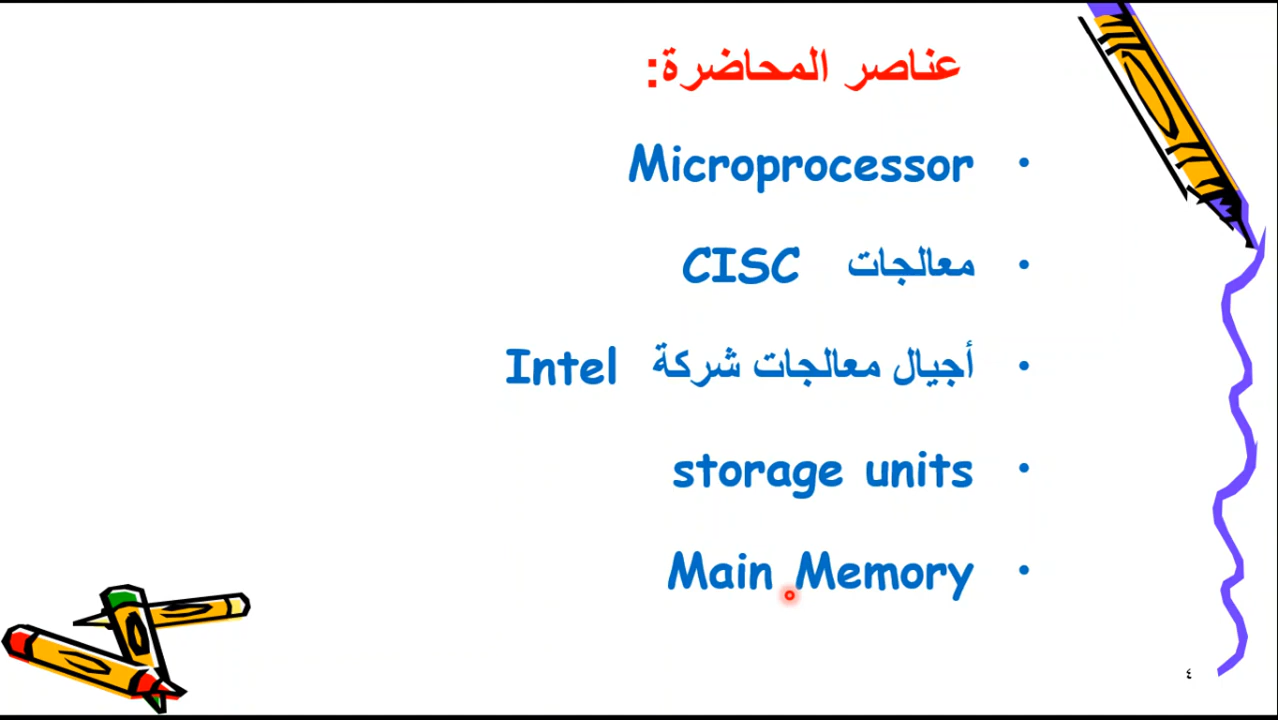 عناصر المحاضرة:
• Microprocessor
• معالجات CISC
• أجيال معالجات شركة Intel
• storage units
• Main Memory
٤